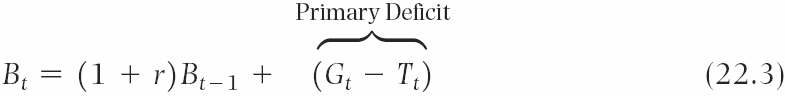 Primary Deficit
B_t = (1 + r)B_{t−1} + (G_t − T_t) (22.3)